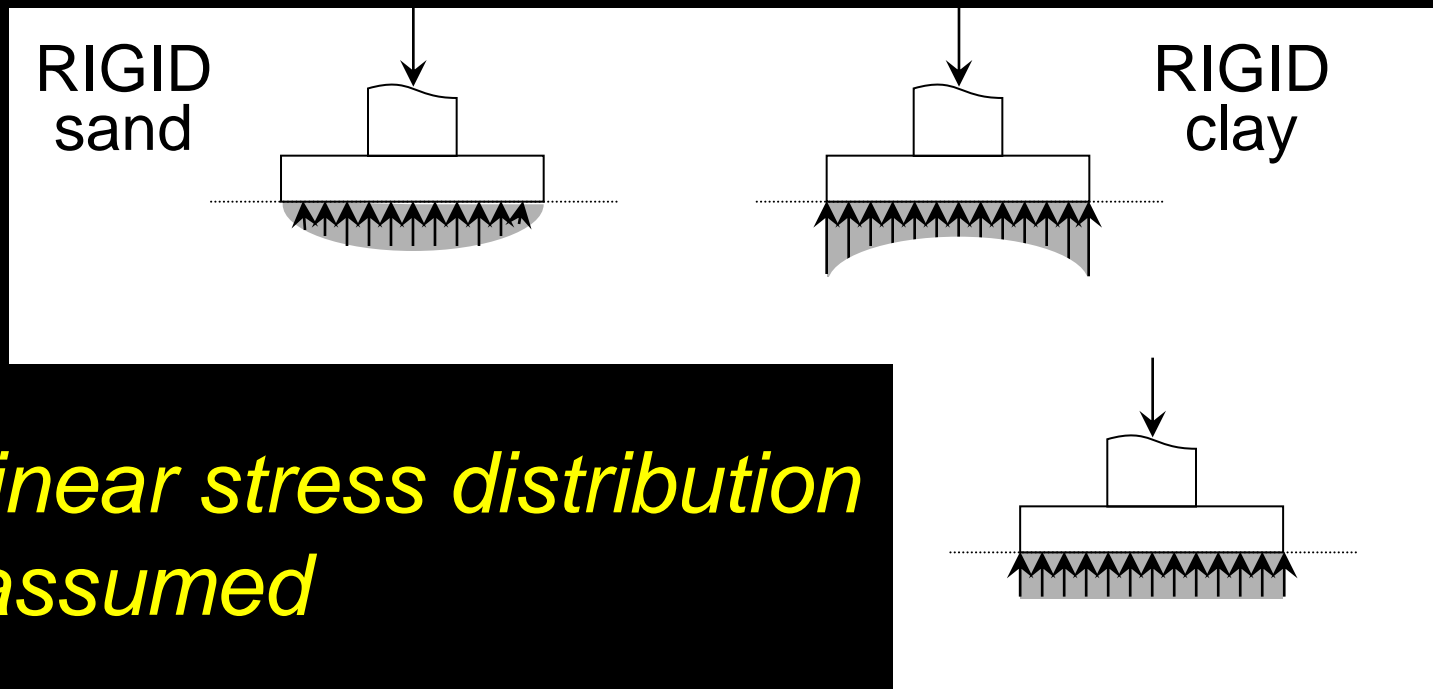 RIGID
sand
RIGID
clay
inear stress distribution
assumed